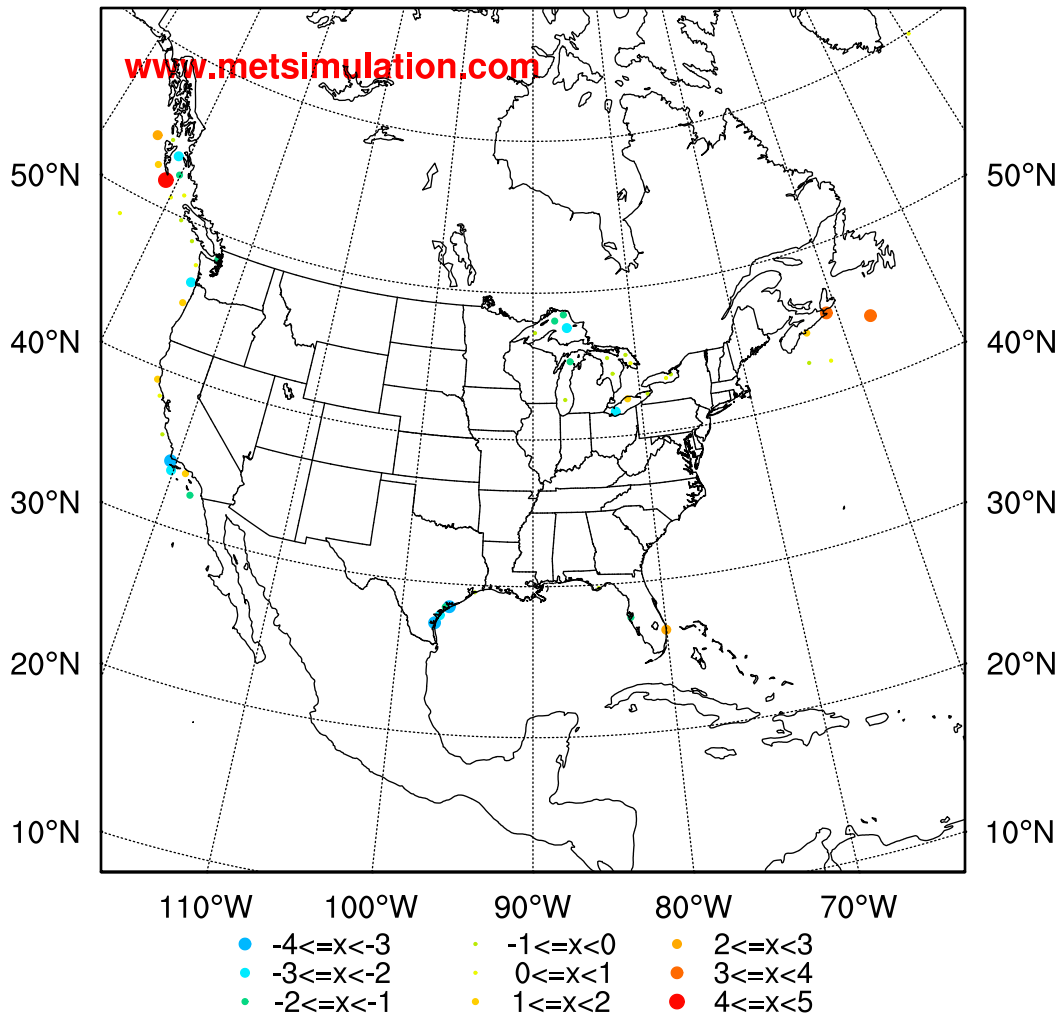 www.metsimulation.com
50°N 50°N
40°N 40°N
30°N 30°N
20°N 20°N
10°N 10°N
110°W 100°W 90°W 80°W 70°W
-4<=x<-3 -1<=x<0 2<=x<3
-3<=x<-2 0<=x<1 3<=x<4
-2<=x<-1 1<=x<2 4<=x<5